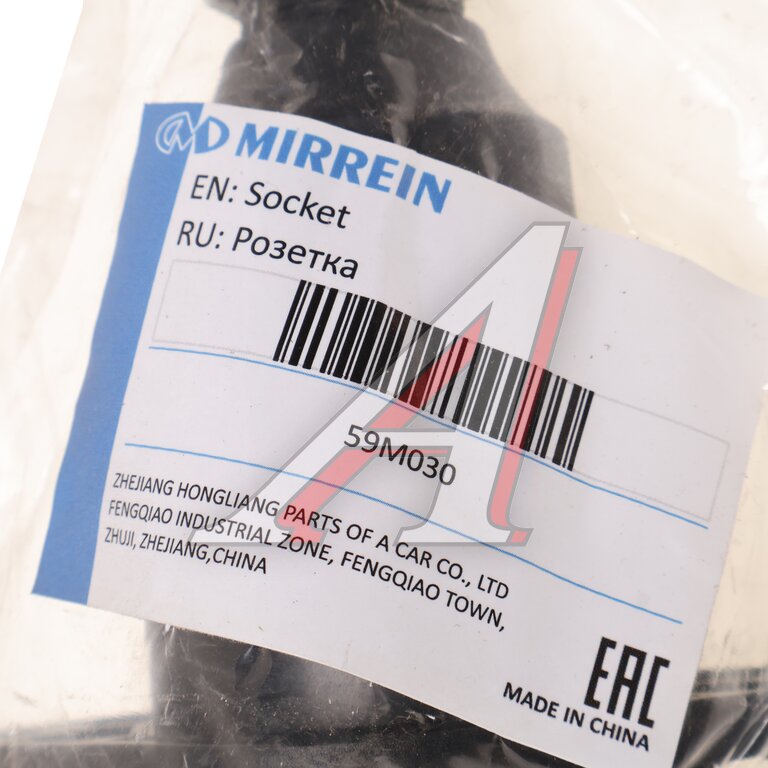 MIRREIN
EN: Socket
RU: Розетка
59M030
ZHEJIANG HONGLIANG PARTS OF A CAR CO., LTD
FENGQIAO INDUSTRIAL ZONE, FENGQIAO TOWN,
ZHUJI, ZHEJIANG,CHINA
EAC
MADE IN CHINA